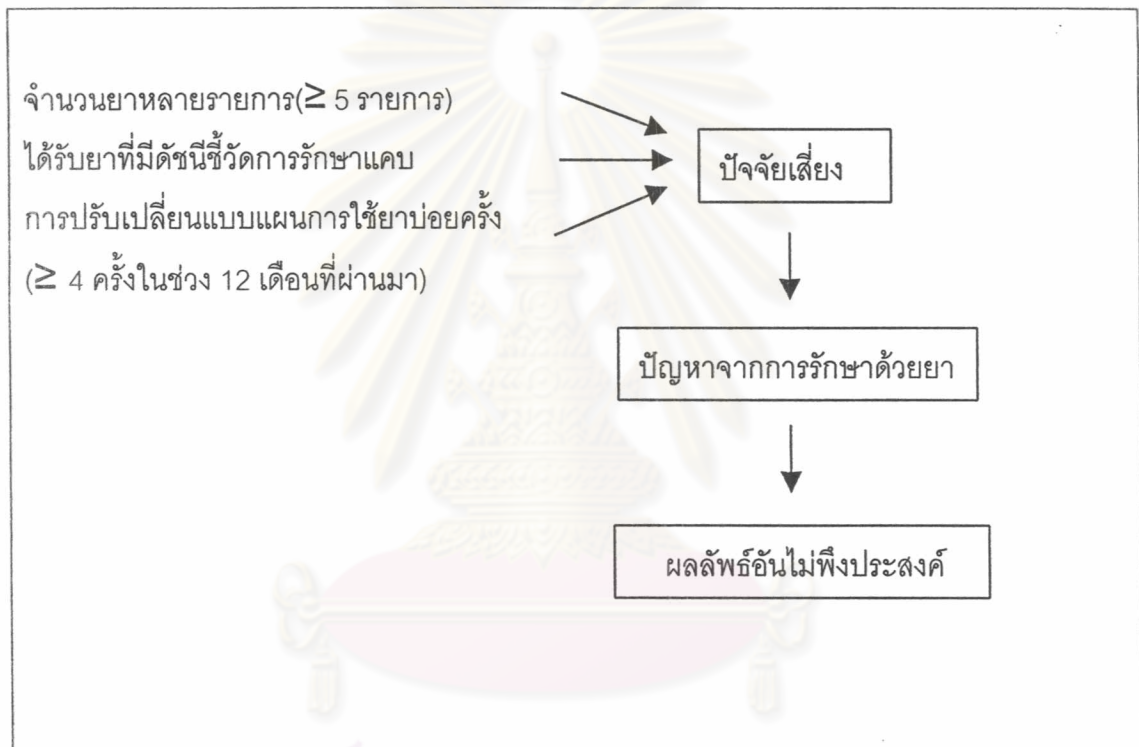 จำนวนยาหลายรายการ(≥ 5 รายการ)
ได้รับยาที่มีดัชนีชี้วัดการรักษาแคบ
การปรับเปลี่ยนแบบแผนการใช้ยาบ่อยครั้ง
(≥ 4 ครั้งในช่วง 12 เดือนที่ผ่านมา)
ปัจจัยเสี่ยง
ปัญหาจากการรักษาด้วยยา
ผลลัพธ์อันไม่พึงประสงค์